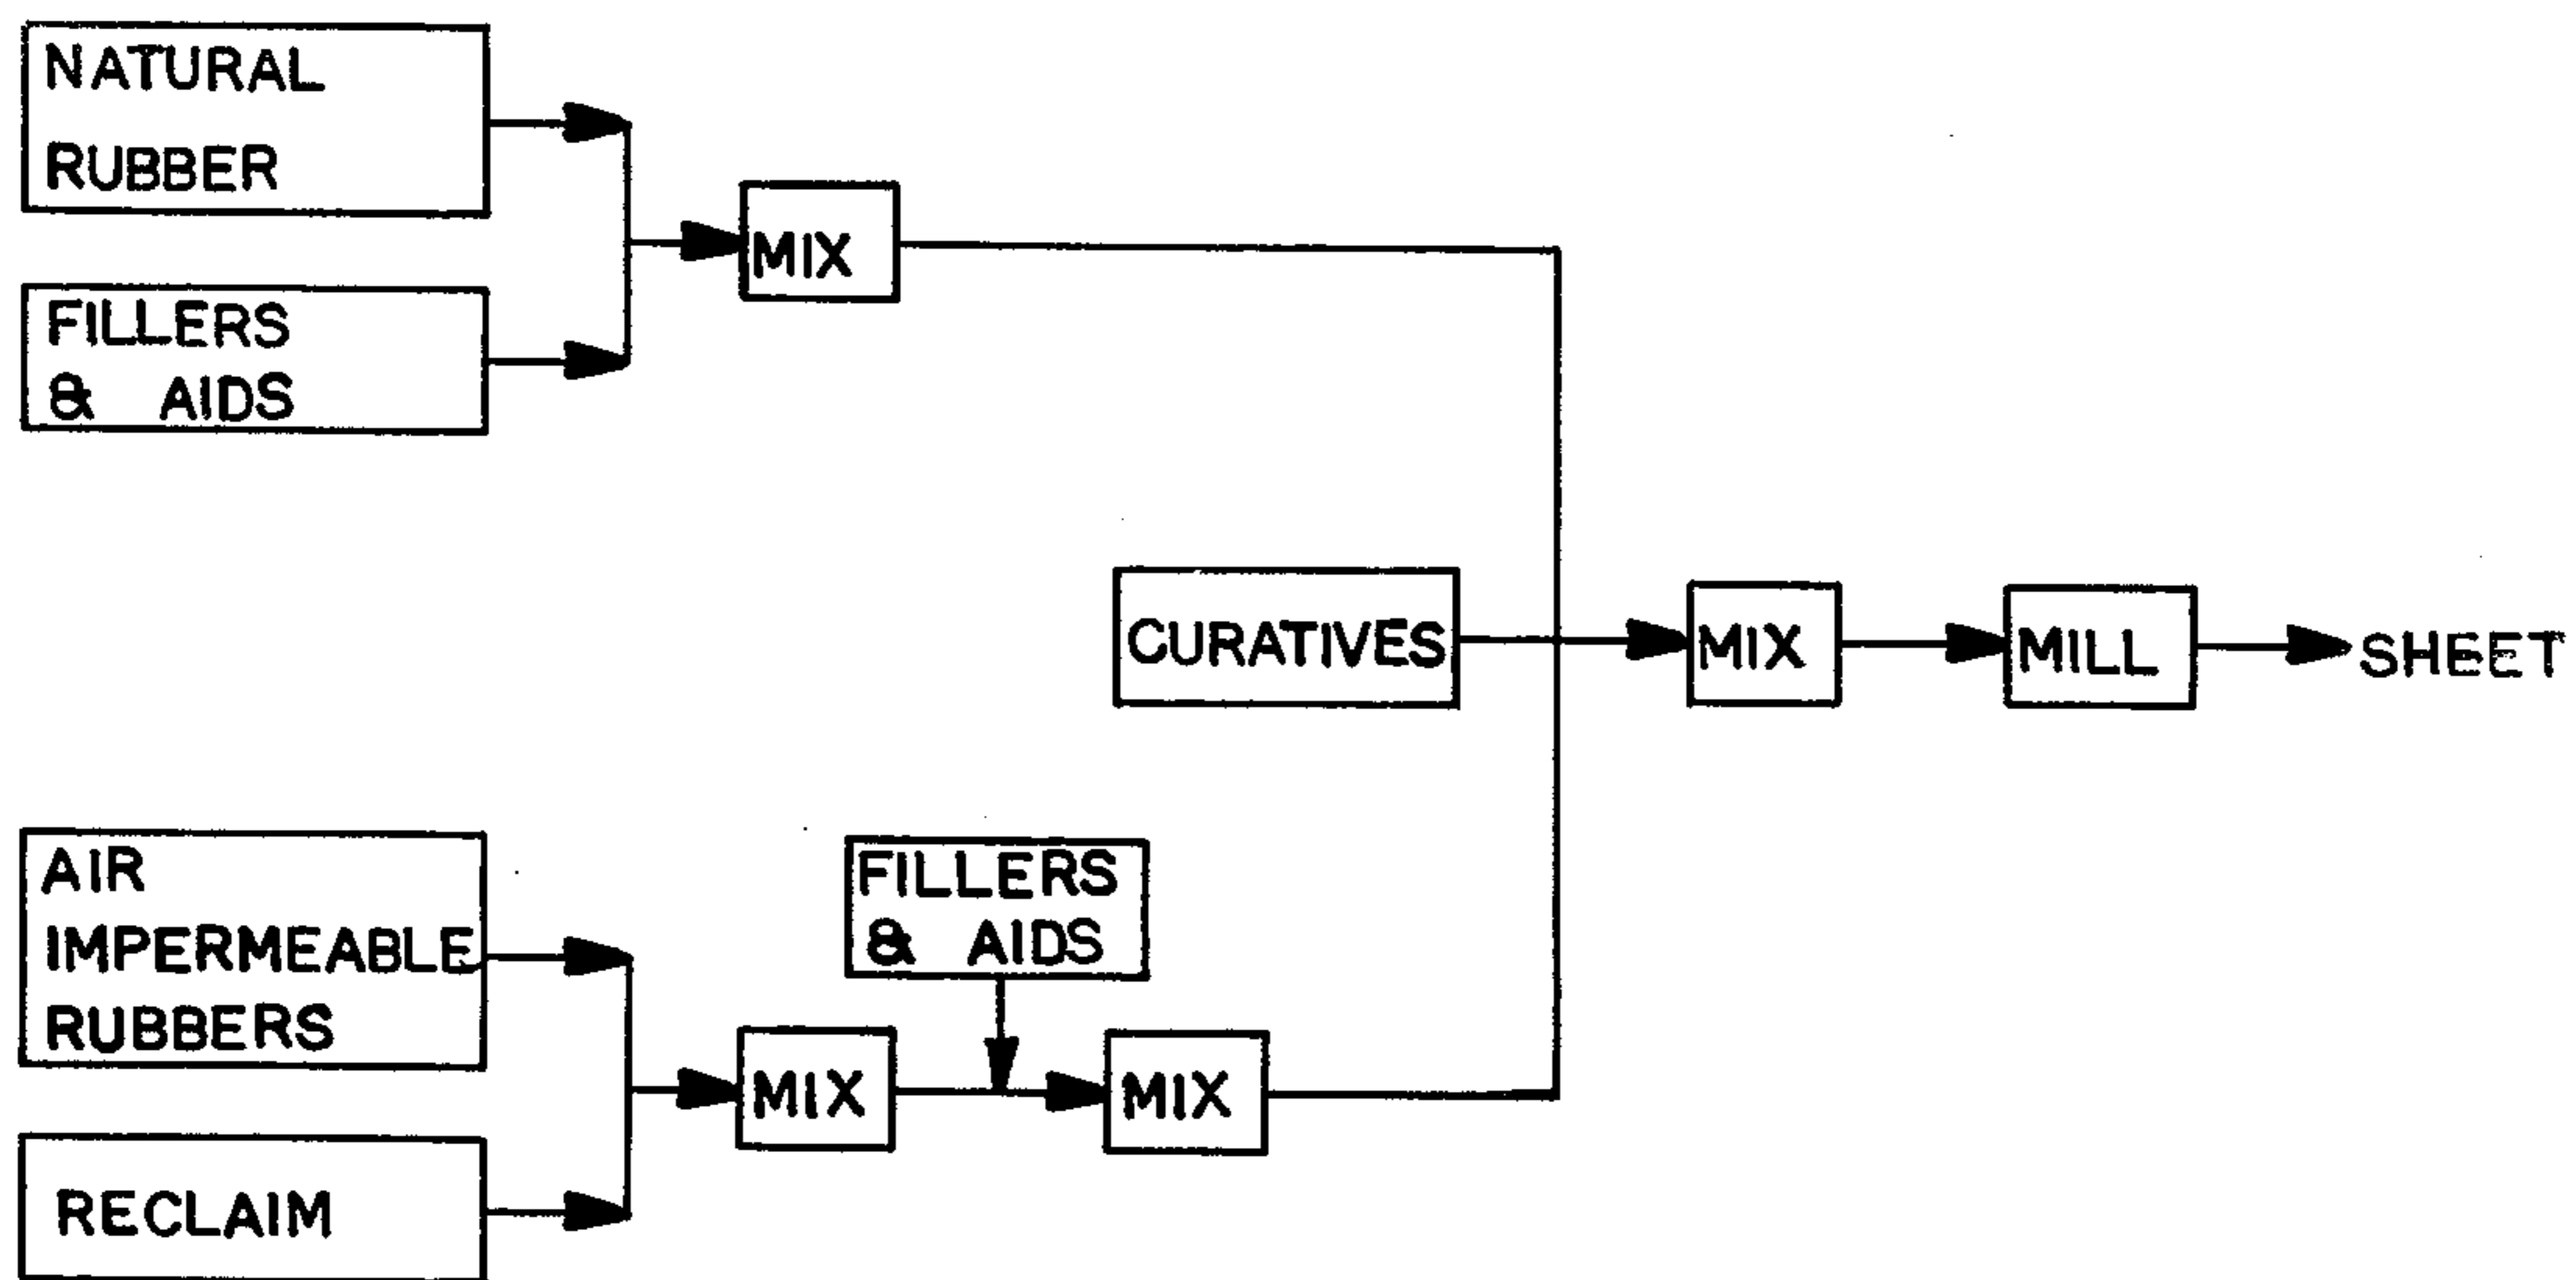 NATURAL
RUBBER
FILLERS
& AIDS
MIX
CURATIVES
MIX
MILL
SHEET
AIR
IMPERMEABLE
RUBBERS
RECLAIM
MIX
FILLERS
& AIDS
MIX